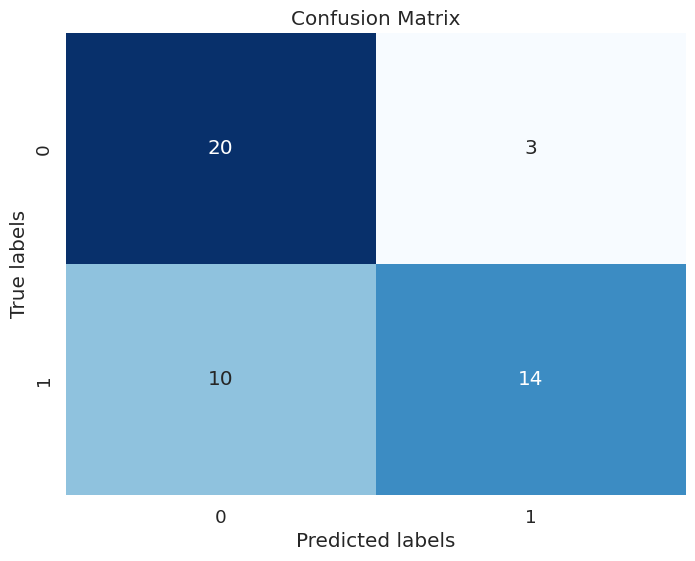 Confusion Matrix
True labels
0
20
3
1
10
14
0
1
Predicted labels